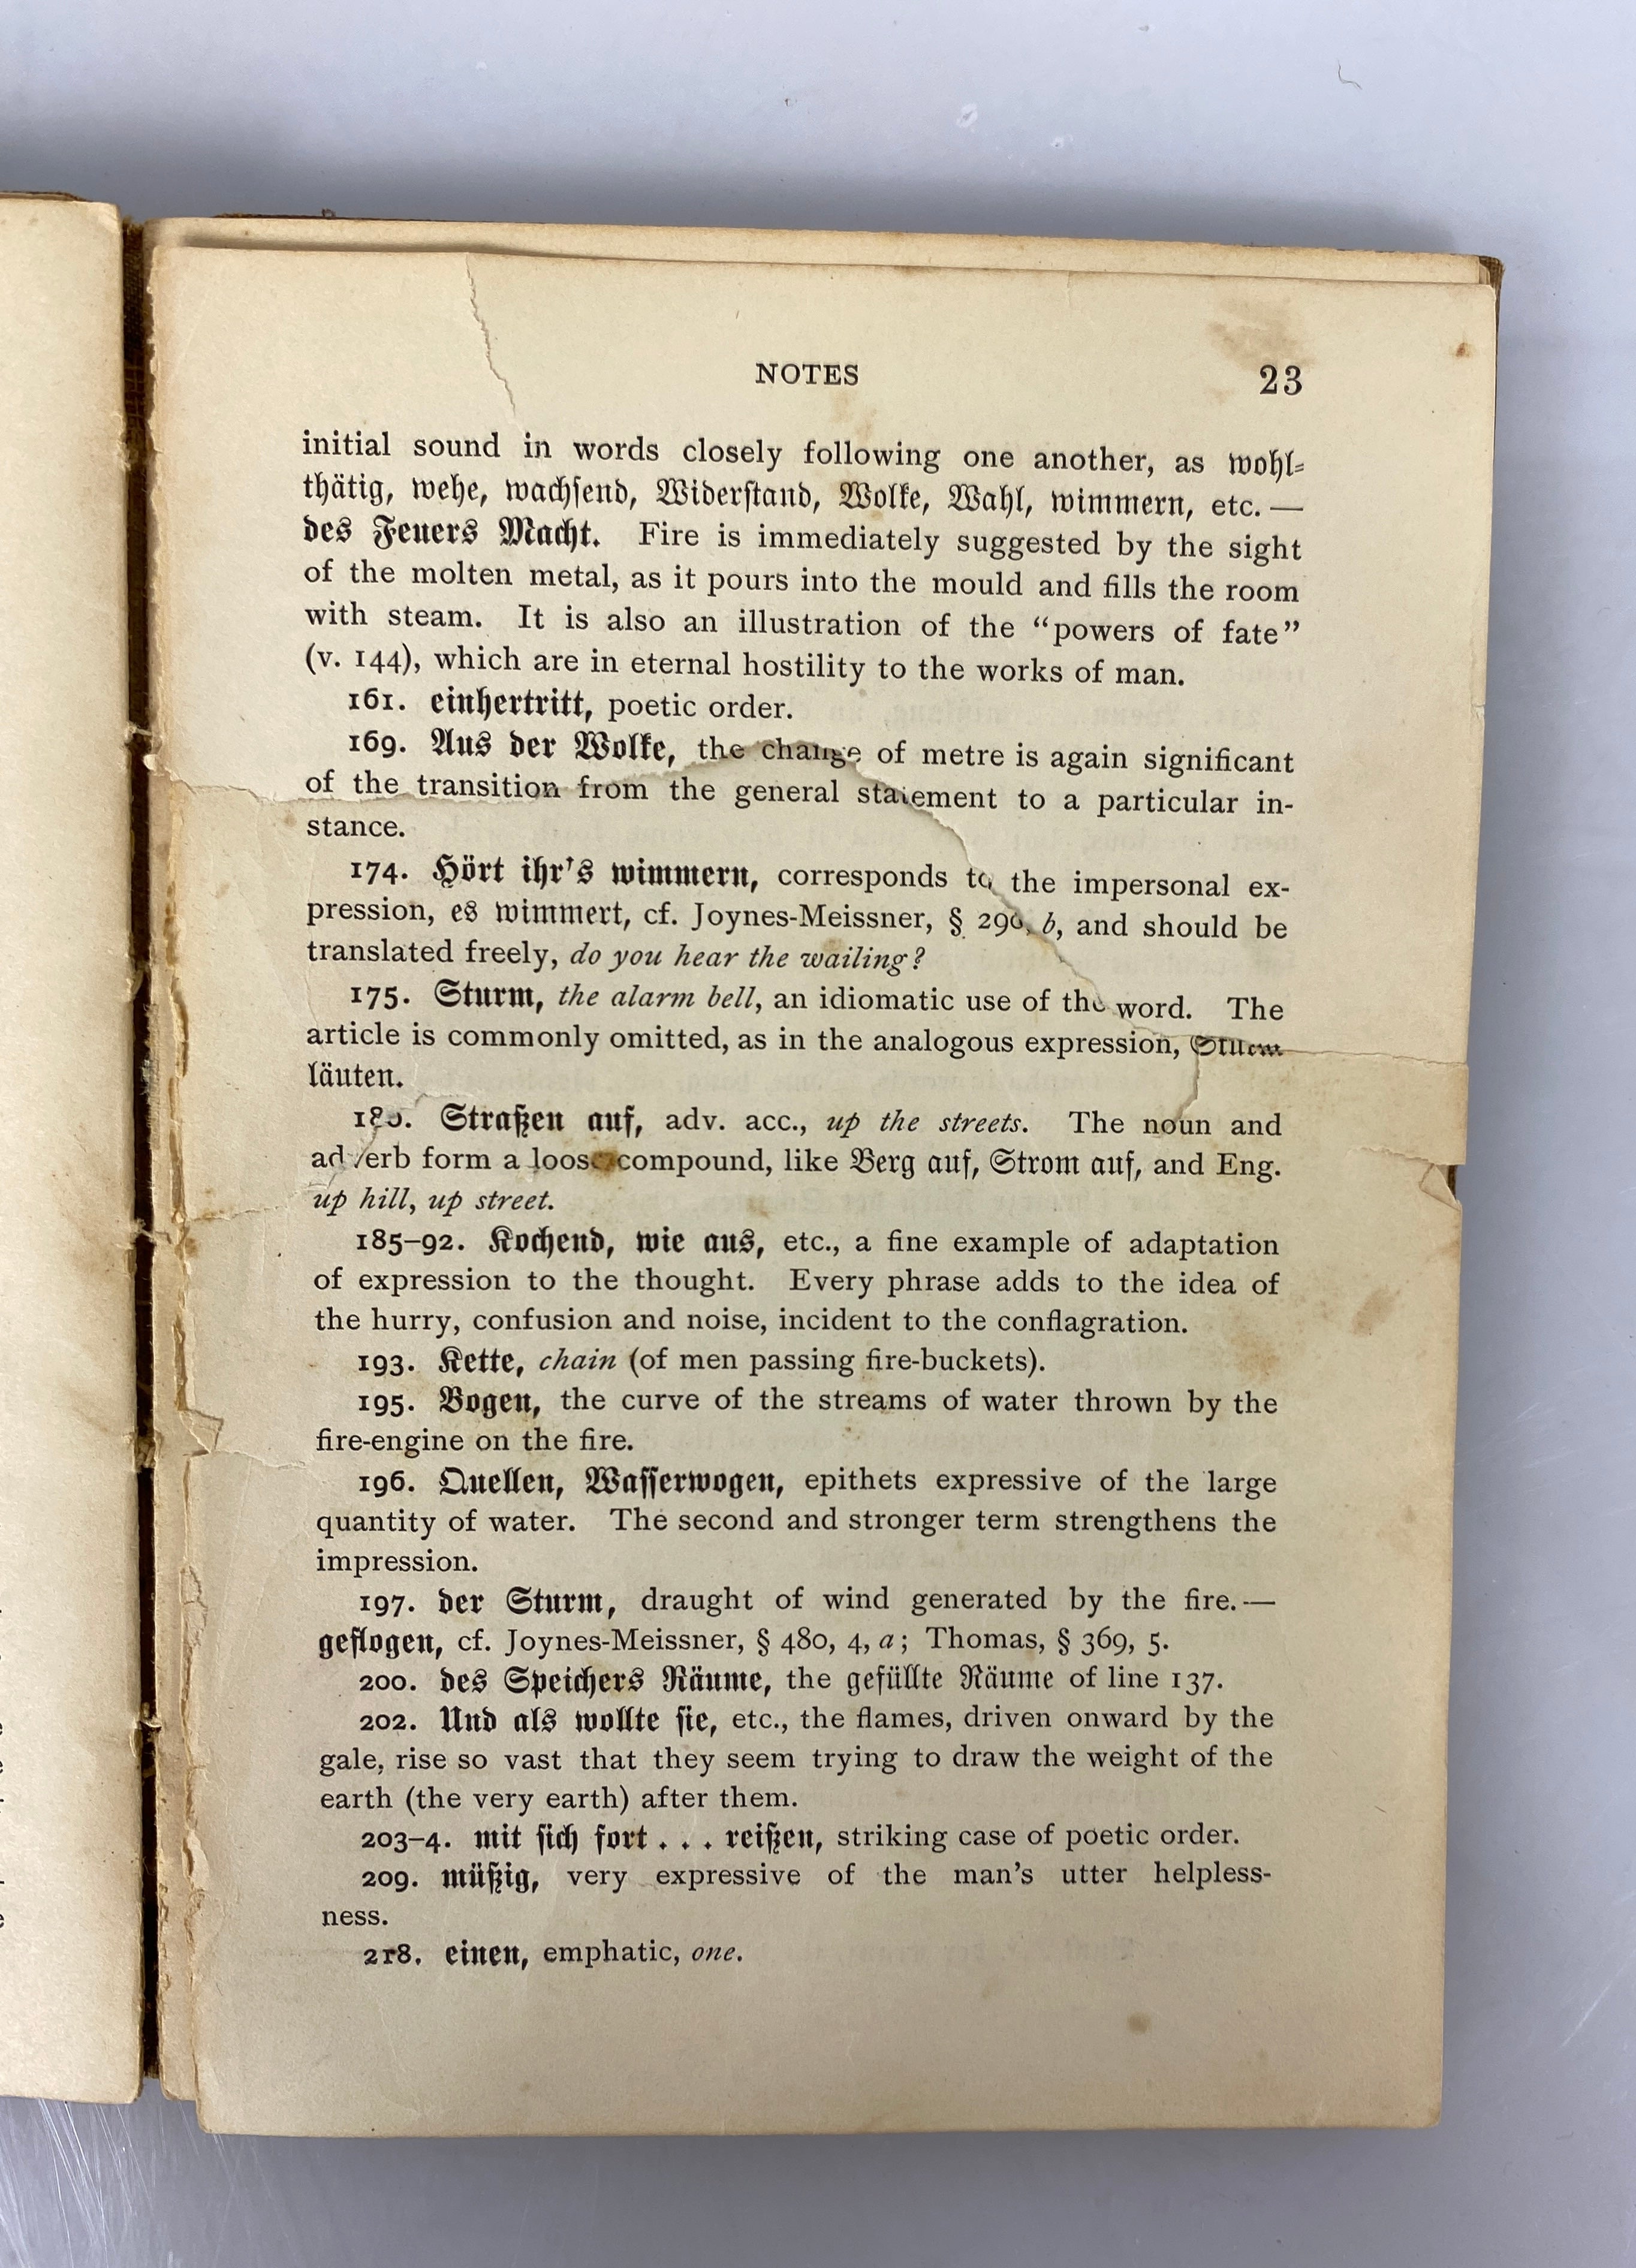 NOTES 23
initial sound in words closely following one another, as wohl=
thätig, wehe, wachsend, Widerstand, Wolke, Wahl, wimmern, etc. —
des Feuers Macht. Fire is immediately suggested by the sight
of the molten metal, as it pours into the mould and fills the room
with steam. It is also an illustration of the “powers of fate”
(v. 144), which are in eternal hostility to the works of man.
161. einhertritt, poetic order.
169. Aus der Wolke, the change of metre is again significant
of the transition from the general statement to a particular in-
stance.
174. Hört ihr's wimmern, corresponds to the impersonal ex-
pression, es wimmert, cf. Joynes-Meissner, § 290, b, and should be
translated freely, do you hear the wailing?
175. Sturm, the alarm bell, an idiomatic use of the word. The
article is commonly omitted, as in the analogous expression, Sturm
läuten.
180. Straßen auf, adv. acc., up the streets. The noun and
adverb form a loose compound, like Berg auf, Strom auf, and Eng.
up hill, up street.
185–92. Kochend, wie aus, etc., a fine example of adaptation
of expression to the thought. Every phrase adds to the idea of
the hurry, confusion and noise, incident to the conflagration.
193. Kette, chain (of men passing fire-buckets).
195. Bogen, the curve of the streams of water thrown by the
fire-engine on the fire.
196. Quellen, Wasserwogen, epithets expressive of the large
quantity of water. The second and stronger term strengthens the
impression.
197. der Sturm, draught of wind generated by the fire. —
geflogen, cf. Joynes-Meissner, § 480, 4, a; Thomas, § 369, 5.
200. des Speichers Räume, the gefüllte Räume of line 137.
202. Und als wollte sie, etc., the flames, driven onward by the
gale, rise so vast that they seem trying to draw the weight of the
earth (the very earth) after them.
203–4. mit sich fort . . . reißen, striking case of poetic order.
209. müßig, very expressive of the man's utter helpless-
ness.
218. einen, emphatic, one.